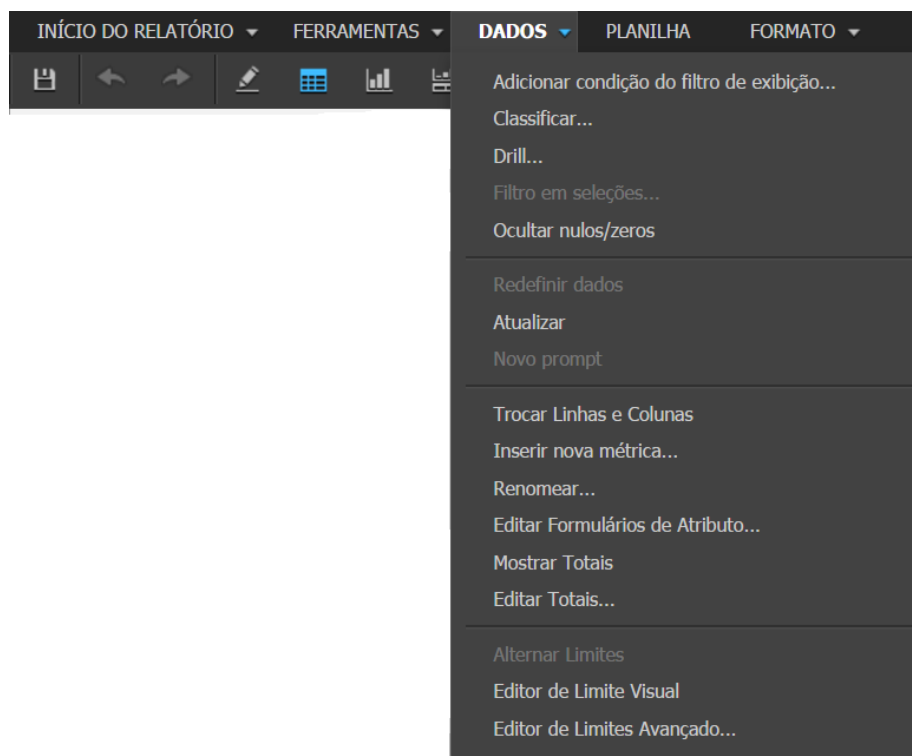 INÍCIO DO RELATÓRIO FERRAMENTAS DADOS PLANILHA FORMATO
Adicionar condição do filtro de exibição...
Classificar...
Drill...
Filtro em seleções...
Ocultar nulos/zeros
Redefinir dados
Atualizar
Novo prompt
Trocar Linhas e Colunas
Inserir nova métrica...
Renomear...
Editar Formulários de Atributo...
Mostrar Totais
Editar Totais...
Alternar Limites
Editor de Limite Visual
Editor de Limites Avançado...